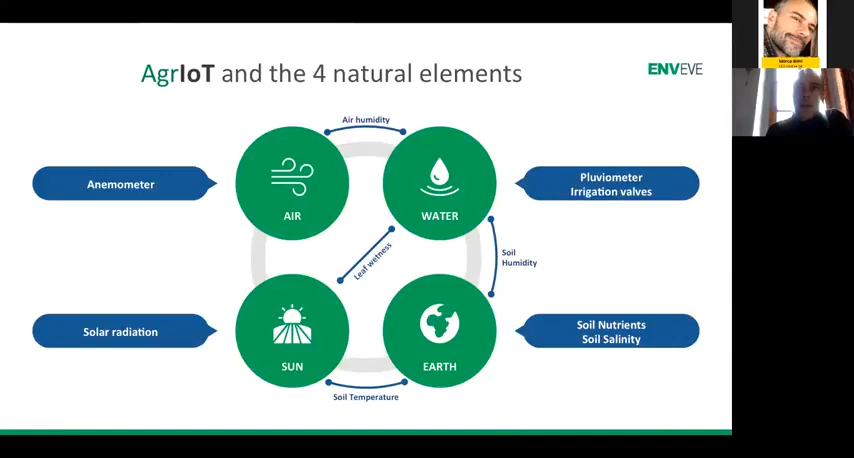 AgrIoT and the 4 natural elements
ENVEVE
Air humidity
Anemometer
AIR
WATER
Pluviometer
Irrigation valves
Leaf wetness
Soil
Humidity
Solar radiation
SUN
EARTH
Soil Nutrients
Soil Salinity
Soil Temperature